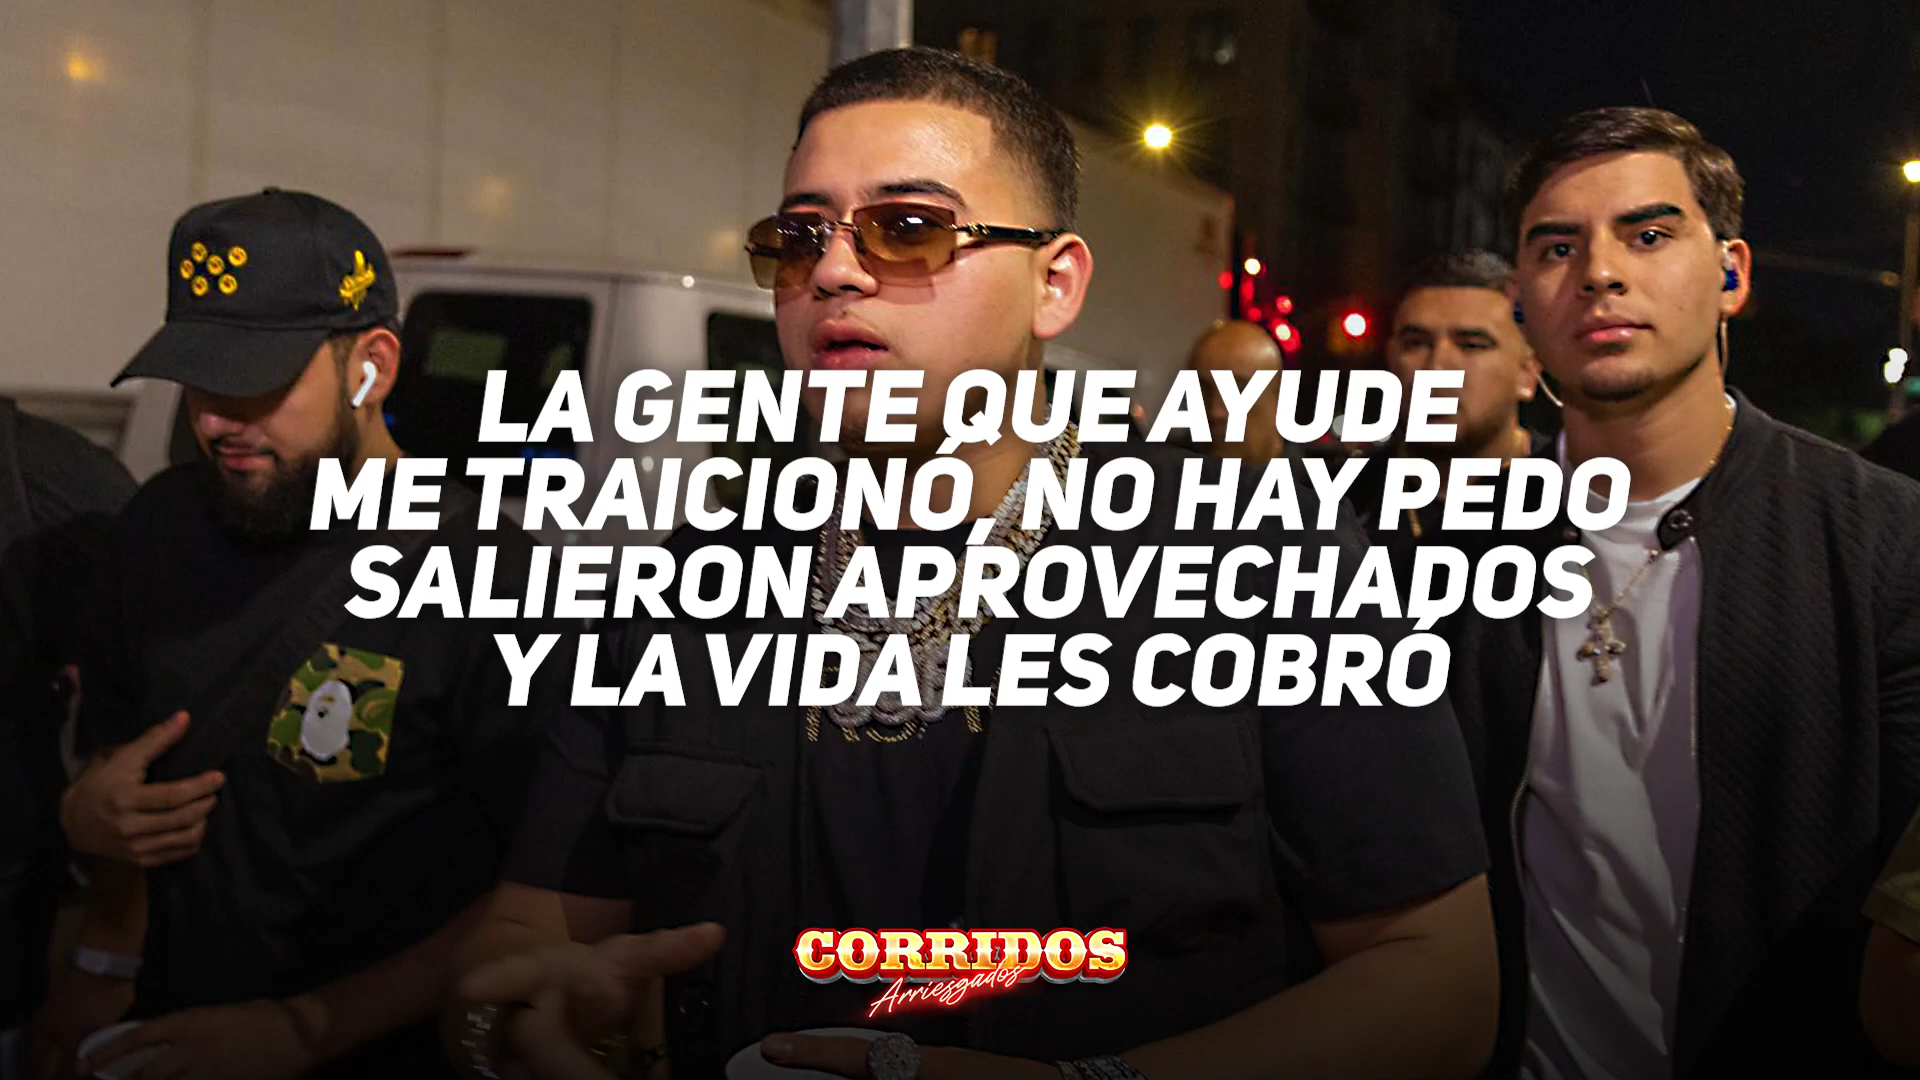 LA GENTE QUE AYUDE
ME TRAICIONÓ, NO HAY PEDO
SALIERON APROVECHADOS
Y LA VIDA LES COBRÓ
CORRIDOS
Arriesgados